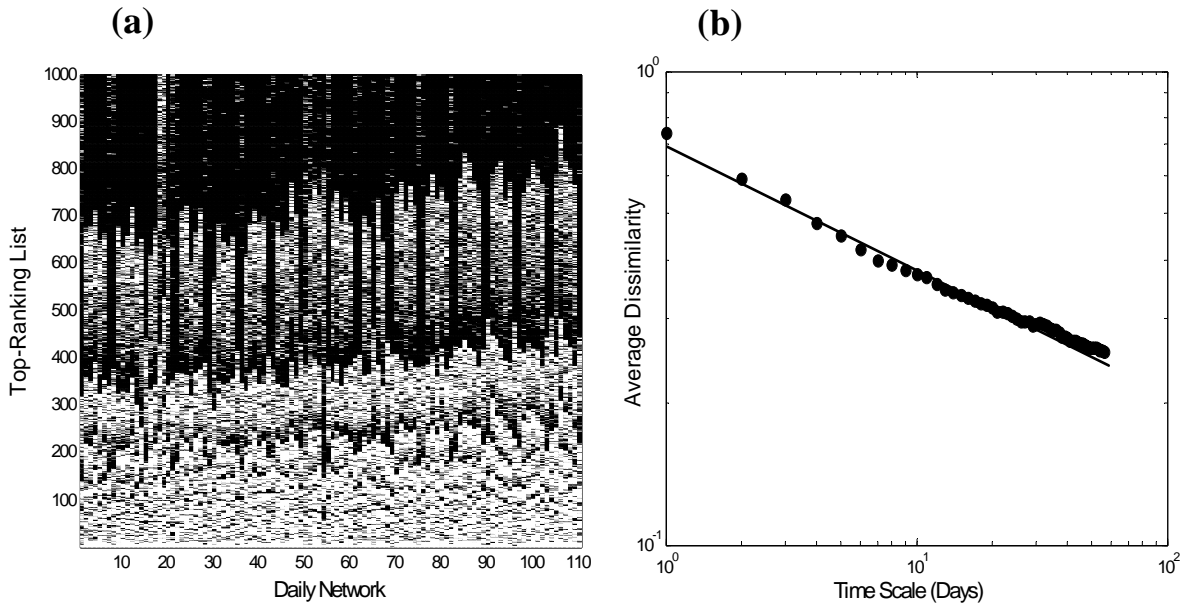 (a)
Top-Ranking List
1000
900
800
700
600
500
400
300
200
100
10 20 30 40 50 60 70 80 90 100 110
Daily Network
(b)
Average Dissimilarity
10^0
10^-1
10^0 10^1 10^2
Time Scale (Days)